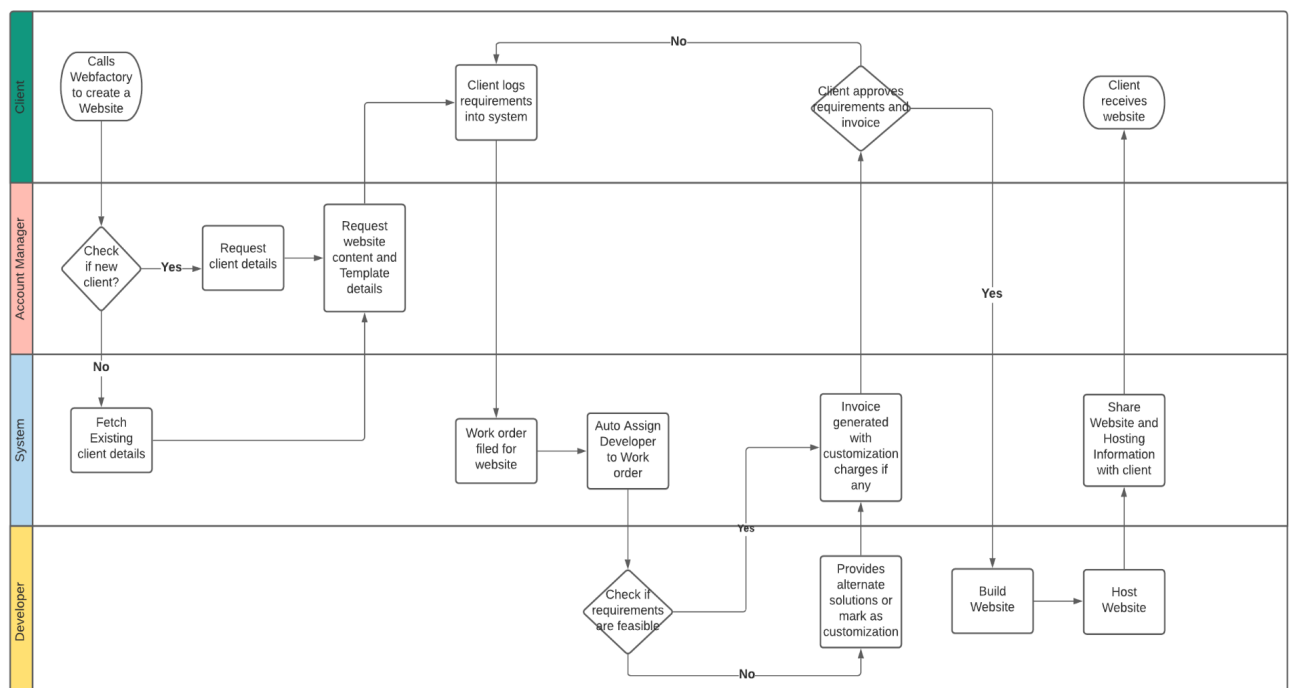 Client
Calls
Webfactory
to create a
Website
Client logs
requirements
into system
No
Client approves
requirements and
invoice
Client
receives
website
Account Manager
Check
if new
client?
Yes
Request
client details
Request
website
content and
Template
details
Yes
System
No
Fetch
Existing
client details
Work order
filed for
website
Auto Assign
Developer
to Work
order
Invoice
generated
with
customization
charges if
any
Share
Website and
Hosting
Information
with client
Developer
Yes
Check if
requirements
are feasible
No
Provides
alternate
solutions or
mark as
customization
Build
Website
Host
Website